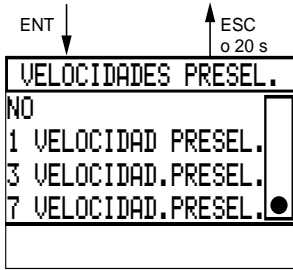 ENT
ESC
o 20 s
VELOCIDADES PRESEL.
NO
1 VELOCIDAD PRESEL.
3 VELOCIDAD.PRESEL.
7 VELOCIDAD.PRESEL.